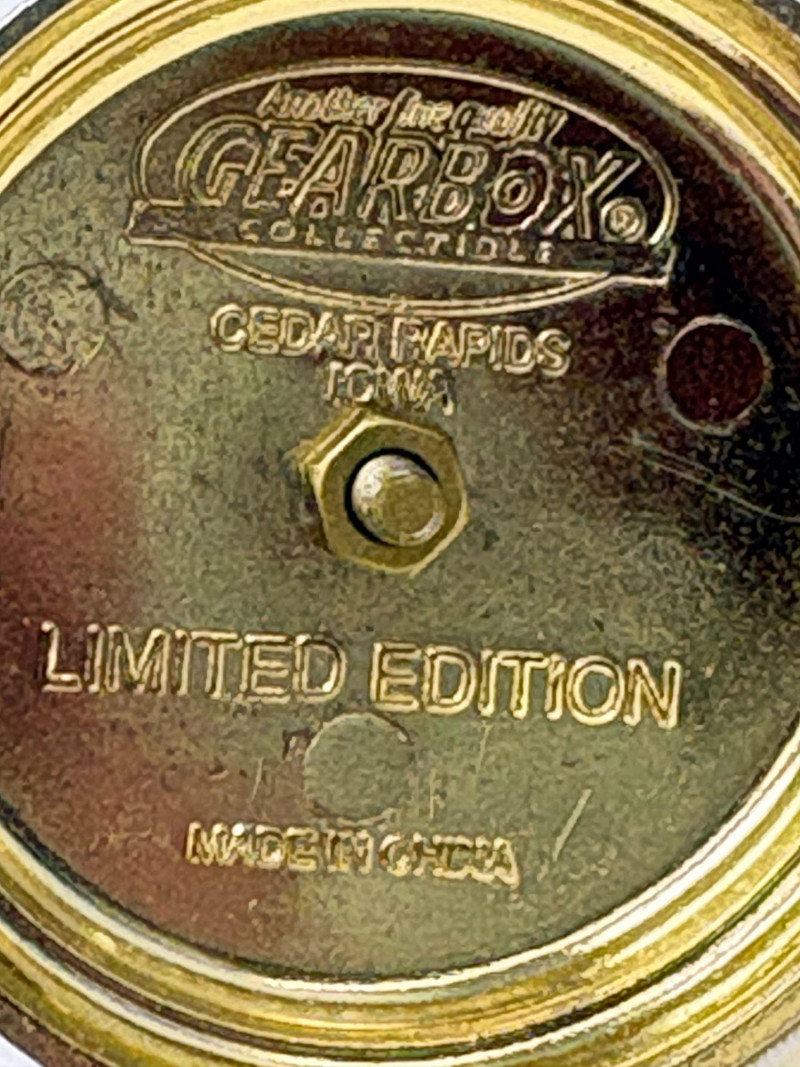 Another fine quality
GEARBOX®
COLLECTIBLE
CEDAR RAPIDS
IOWA
LIMITED EDITION
MADE IN CHINA